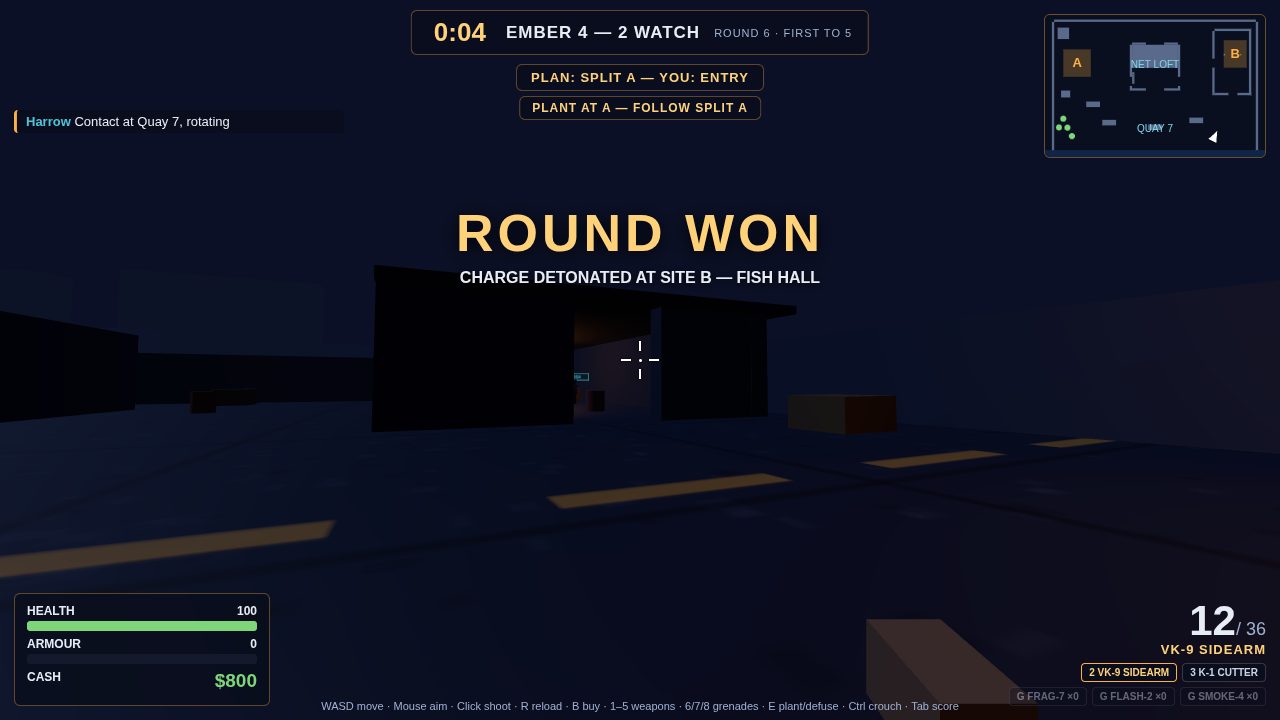 0:04 EMBER 4 — 2 WATCH ROUND 6 · FIRST TO 5
PLAN: SPLIT A — YOU: ENTRY
PLANT AT A — FOLLOW SPLIT A
Harrow Contact at Quay 7, rotating
A
B
NET LOFT
QUAY 7
ROUND WON
CHARGE DETONATED AT SITE B — FISH HALL
HEALTH 100
ARMOUR 0
CASH $800
12 / 36
VK-9 SIDEARM
2 VK-9 SIDEARM 3 K-1 CUTTER
G FRAG-7 ×0 G FLASH-2 ×0 G SMOKE-4 ×0
WASD move · Mouse aim · Click shoot · R reload · B buy · 1–5 weapons · 6/7/8 grenades · E plant/defuse · Ctrl crouch · Tab score